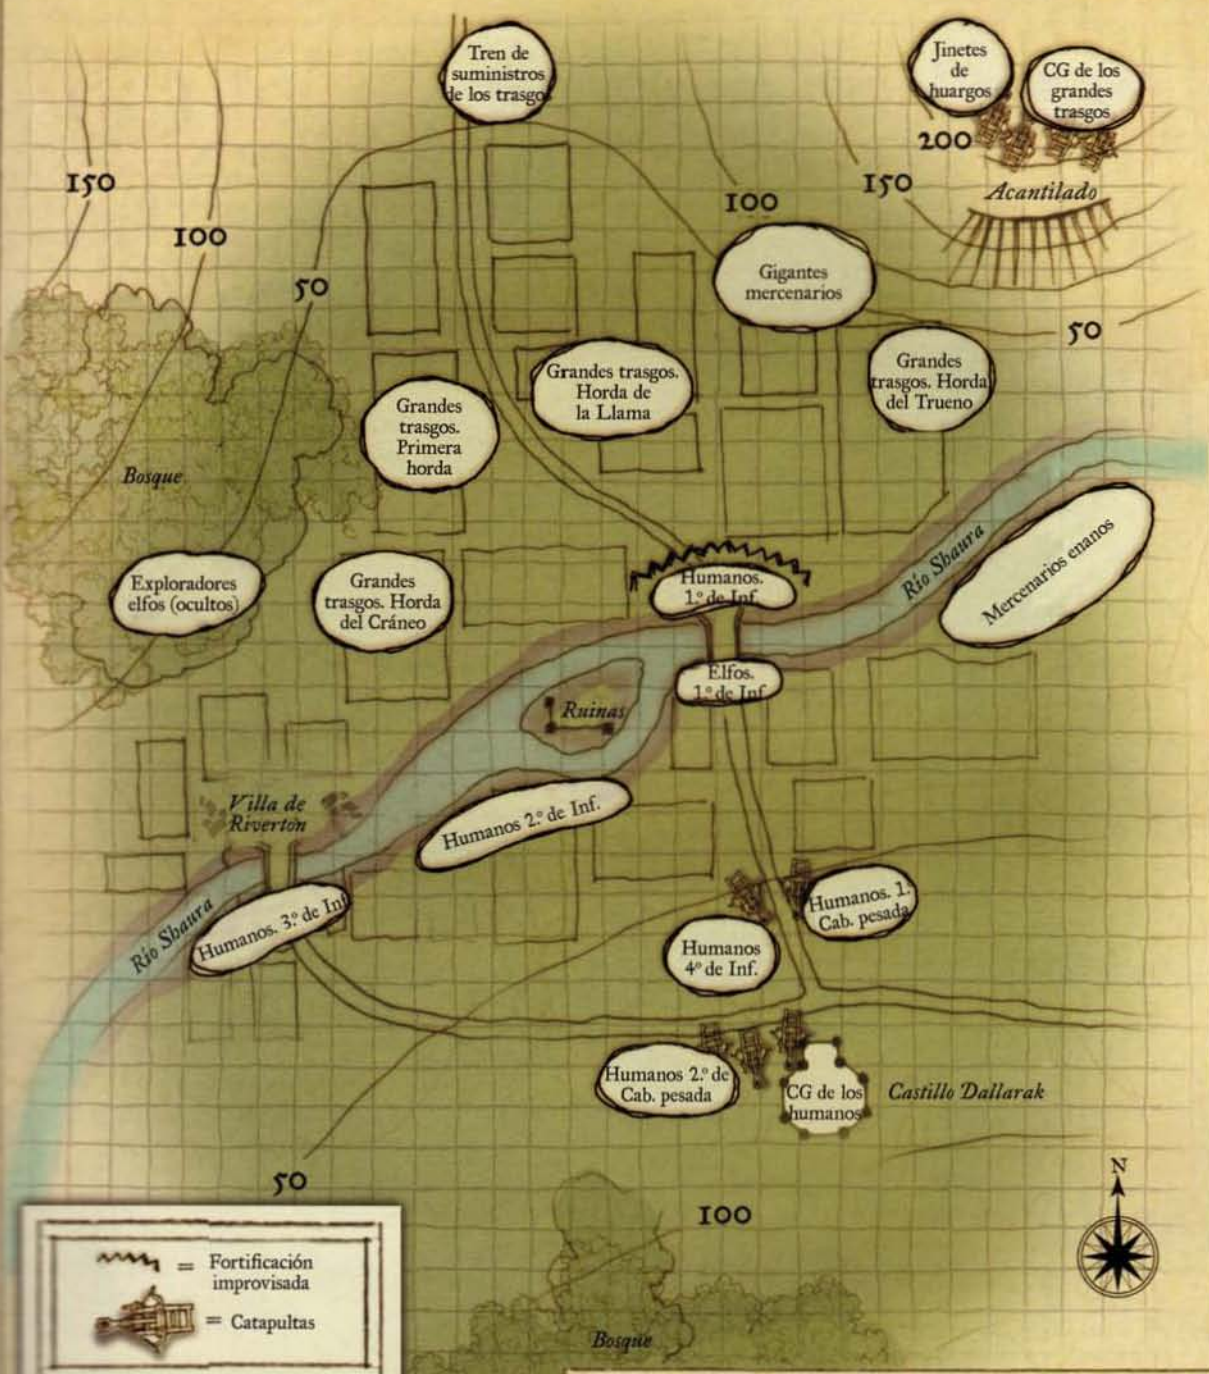 Tren de
suministros
de los trasgo
Jinetes
de
huargos
CG de los
grandes
trasgos
200
150
150
Acantilado
100
100
50
Gigantes
mercenarios
50
Grandes trasgos.
Horda de
la Llama
Grandes
trasgos. Horda
del Trueno
Grandes
trasgos.
Primera
horda
Bosque
Río Shaura
Mercenarios enanos
Exploradores
elfos (ocultos)
Grandes
trasgos. Horda
del Cráneo
Humanos.
1.º de Inf.
Elfos.
1.º de Inf
Ruinas
Villa de
Riverton
Humanos 2.º de Inf.
Río Shaura
Humanos. 3.º de Inf
Humanos. 1.ª
Cab. pesada
Humanos
4º de Inf.
Humanos 2.º de
Cab. pesada
CG de los
humanos
Castillo Dallarak
50
100
N
Bosque
= Fortificación
improvisada
= Catapultas